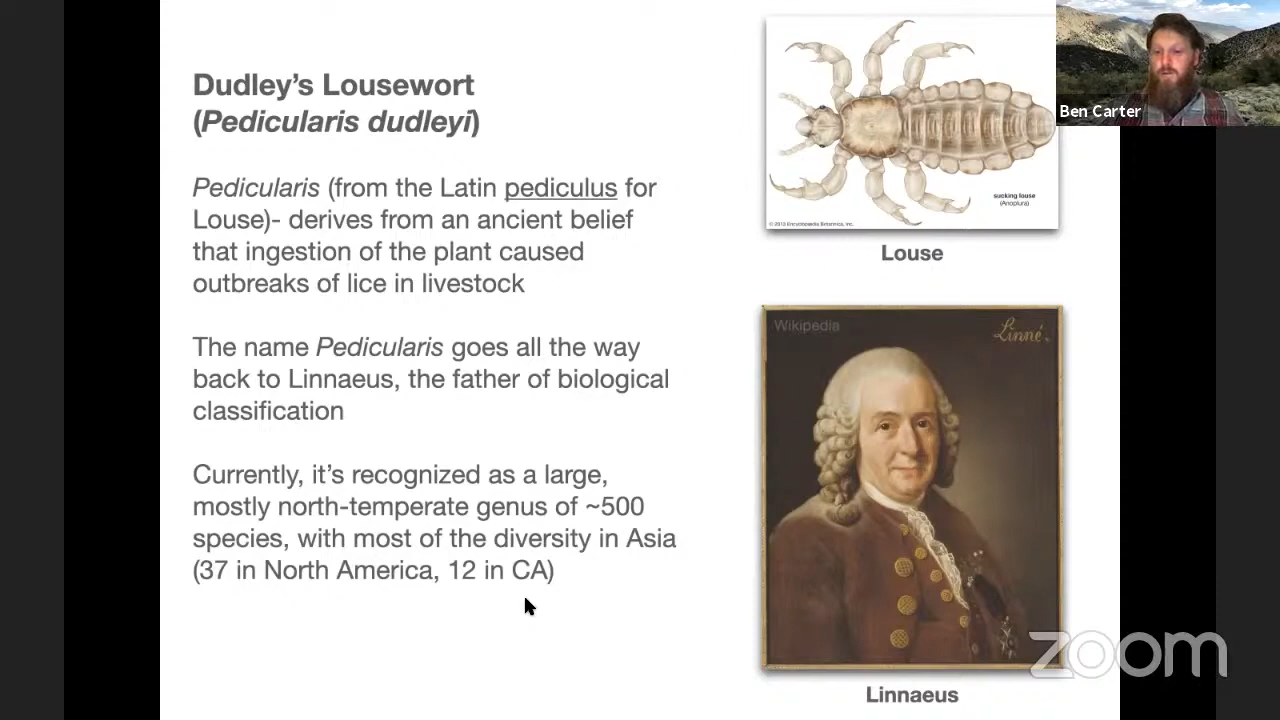 Dudley's Lousewort
(Pedicularis dudleyi)
Pedicularis (from the Latin pediculus for
Louse)- derives from an ancient belief
that ingestion of the plant caused
outbreaks of lice in livestock
The name Pedicularis goes all the way
back to Linnaeus, the father of biological
classification
Currently, it's recognized as a large,
mostly north-temperate genus of ~500
species, with most of the diversity in Asia
(37 in North America, 12 in CA)
sucking louse
(Anoplura)
© 2013 Encyclopædia Britannica, Inc.
Louse
Wikipedia
Linné.
Linnaeus
Ben Carter
zoom